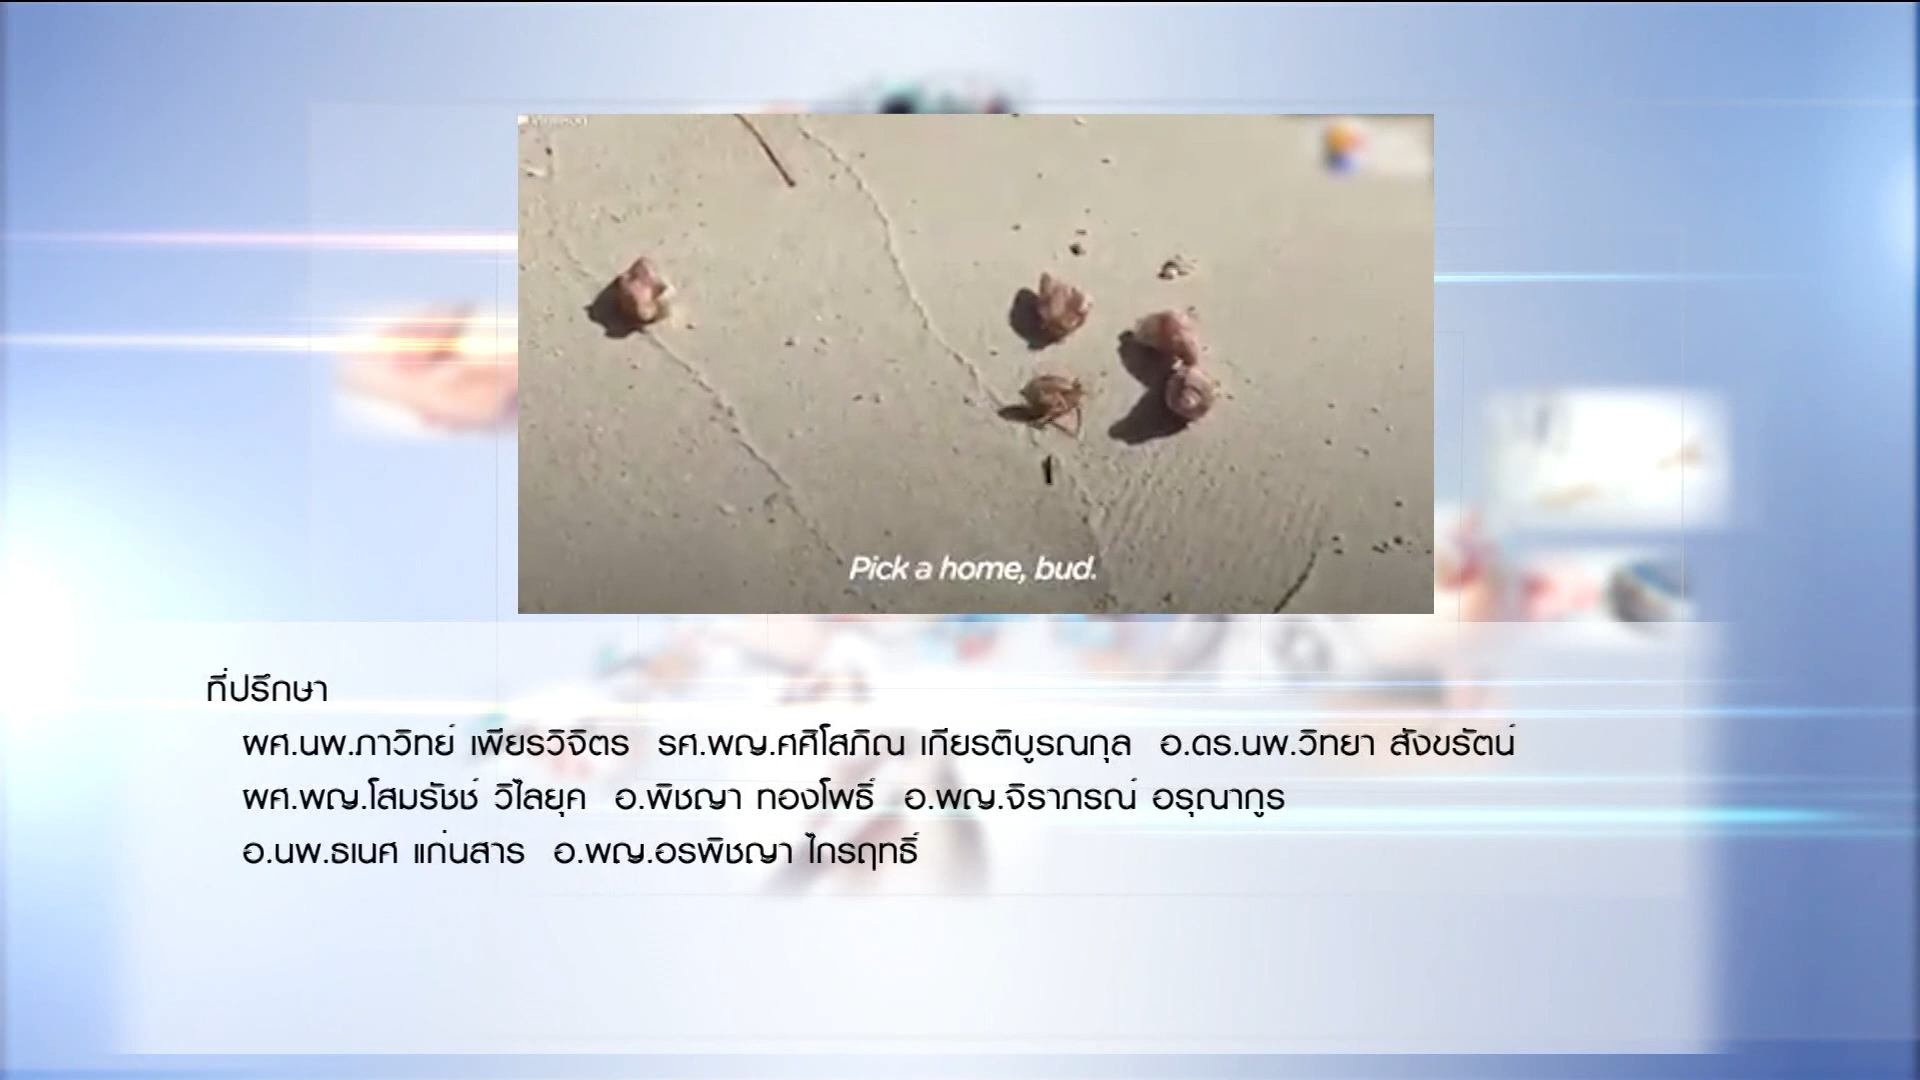 Pick a home, bud.
ที่ปรึกษา
ผศ.นพ.ภาวิทย์ เพียรวิจิตร รศ.พญ.ศศิโสภิณ เกียรติบูรณกุล อ.ดร.นพ.วิทยา สังขรัตน์
ผศ.พญ.โสมรัชช์ วิไลยุค อ.พิชญา ทองโพธิ์ อ.พญ.จิราภรณ์ อรุณากูร
อ.นพ.ธเนศ แก่นสาร อ.พญ.อรพิชญา ไกรฤทธิ์